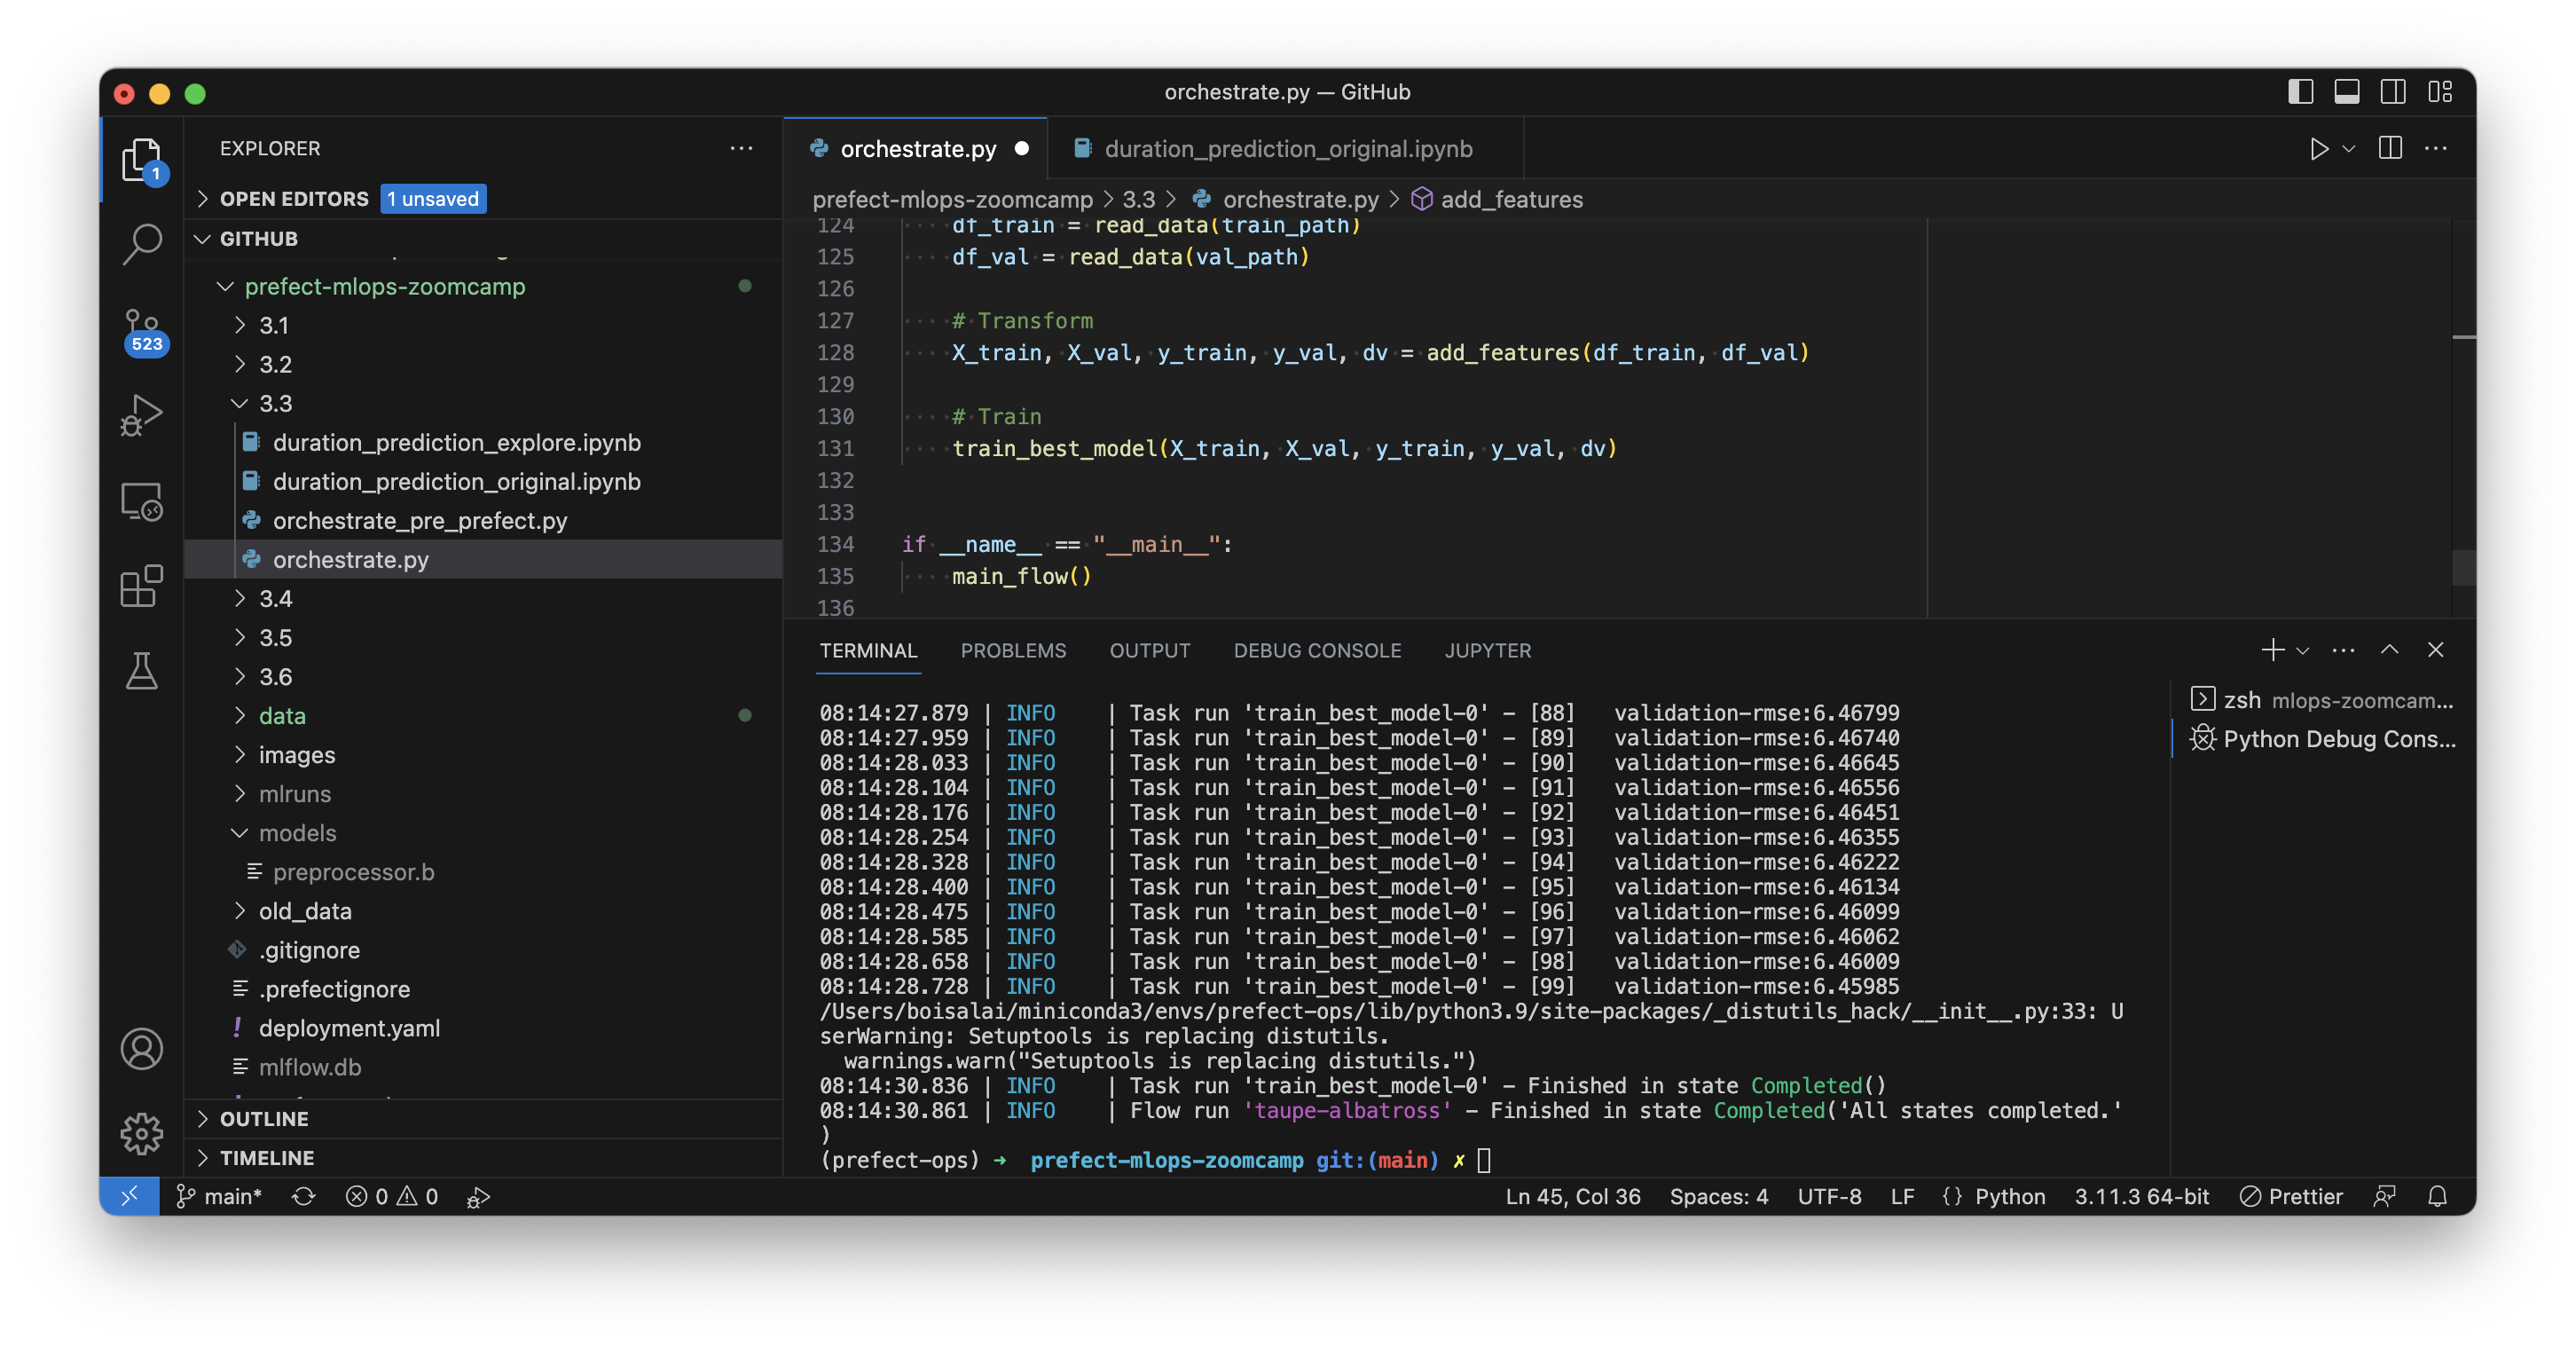 orchestrate.py — GitHub
EXPLORER
OPEN EDITORS 1 unsaved
GITHUB
prefect-mlops-zoomcamp
3.1
3.2
3.3
duration_prediction_explore.ipynb
duration_prediction_original.ipynb
orchestrate_pre_prefect.py
orchestrate.py
3.4
3.5
3.6
data
images
mlruns
models
preprocessor.b
old_data
.gitignore
.prefectignore
deployment.yaml
mlflow.db
OUTLINE
TIMELINE
1
523
orchestrate.py
duration_prediction_original.ipynb
prefect-mlops-zoomcamp > 3.3 > orchestrate.py > add_features
124 df_train = read_data(train_path)
125 df_val = read_data(val_path)
126
127 # Transform
128 X_train, X_val, y_train, y_val, dv = add_features(df_train, df_val)
129
130 # Train
131 train_best_model(X_train, X_val, y_train, y_val, dv)
132
133
134 if __name__ == "__main__":
135 main_flow()
136
TERMINAL PROBLEMS OUTPUT DEBUG CONSOLE JUPYTER
08:14:27.879 | INFO | Task run 'train_best_model-0' - [88] validation-rmse:6.46799
08:14:27.959 | INFO | Task run 'train_best_model-0' - [89] validation-rmse:6.46740
08:14:28.033 | INFO | Task run 'train_best_model-0' - [90] validation-rmse:6.46645
08:14:28.104 | INFO | Task run 'train_best_model-0' - [91] validation-rmse:6.46556
08:14:28.176 | INFO | Task run 'train_best_model-0' - [92] validation-rmse:6.46451
08:14:28.254 | INFO | Task run 'train_best_model-0' - [93] validation-rmse:6.46355
08:14:28.328 | INFO | Task run 'train_best_model-0' - [94] validation-rmse:6.46222
08:14:28.400 | INFO | Task run 'train_best_model-0' - [95] validation-rmse:6.46134
08:14:28.475 | INFO | Task run 'train_best_model-0' - [96] validation-rmse:6.46099
08:14:28.585 | INFO | Task run 'train_best_model-0' - [97] validation-rmse:6.46062
08:14:28.658 | INFO | Task run 'train_best_model-0' - [98] validation-rmse:6.46009
08:14:28.728 | INFO | Task run 'train_best_model-0' - [99] validation-rmse:6.45985
/Users/boisalai/miniconda3/envs/prefect-ops/lib/python3.9/site-packages/_distutils_hack/__init__.py:33: U
serWarning: Setuptools is replacing distutils.
warnings.warn("Setuptools is replacing distutils.")
08:14:30.836 | INFO | Task run 'train_best_model-0' - Finished in state Completed()
08:14:30.861 | INFO | Flow run 'taupe-albatross' - Finished in state Completed('All states completed.'
)
(prefect-ops) ➜ prefect-mlops-zoomcamp git:(main) ✗
zsh mlops-zoomcam...
Python Debug Cons...
main* 0 0
Ln 45, Col 36 Spaces: 4 UTF-8 LF {} Python 3.11.3 64-bit Prettier